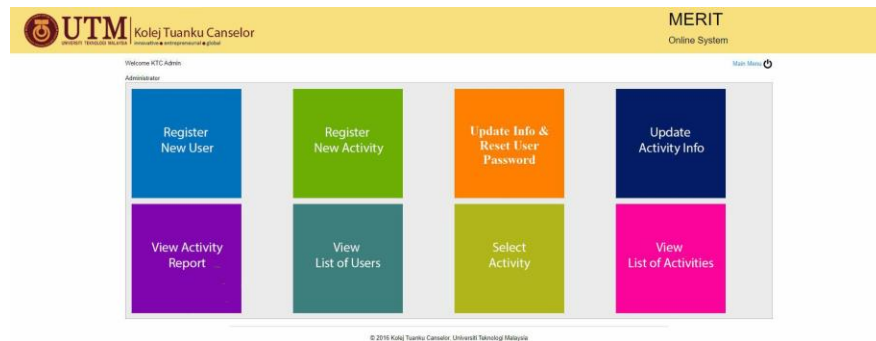 UTM Kolej Tuanku Canselor
UNIVERSITI TEKNOLOGI MALAYSIA innovative ● entrepreneurial ● global
MERIT
Online System
Welcome KTC Admin
Main Menu
Administrator
Register
New User
Register
New Activity
Update Info &
Reset User
Password
Update
Activity Info
View Activity
Report
View
List of Users
Select
Activity
View
List of Activities
© 2016 Kolej Tuanku Canselor, Universiti Teknologi Malaysia